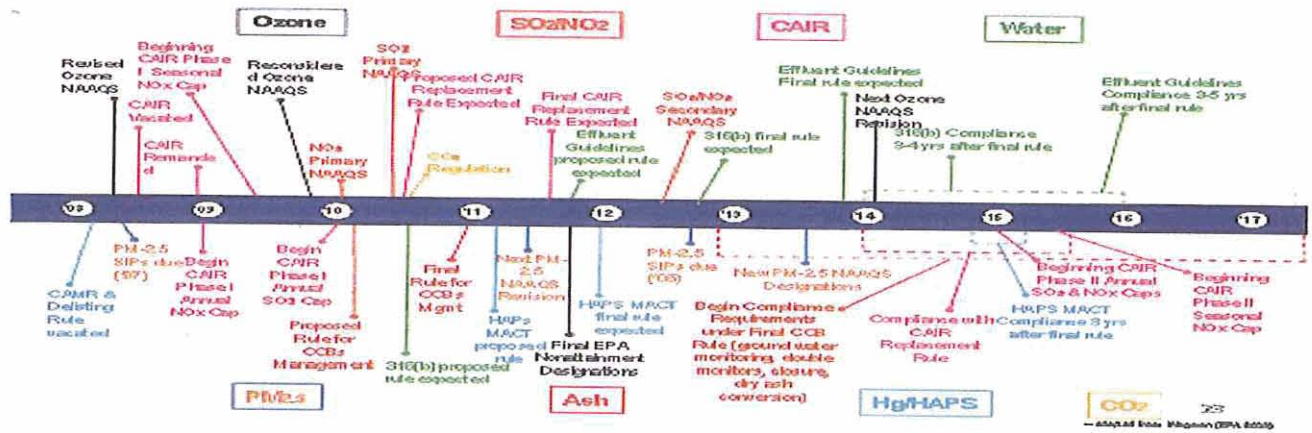 Ozone
SO2/NO2
CAIR
Water
Revised
Ozone
NAAQS
Beginning
CAIR Phase
I Seasonal
NOx Cap
CAIR
Vacated
CAIR
Remande
d
Reconsidere
d Ozone
NAAQS
NO2
Primary
NAAQS
SO2
Primary
NAAQS
Proposed CAIR
Replacement
Rule Expected
CO2
Regulation
Final CAIR
Replacement
Rule Expected
Effluent
Guidelines
proposed rule
expected
SO2/NO2
Secondary
NAAQS
316(b) final rule
expected
Effluent Guidelines
Final rule expected
Next Ozone
NAAQS
Revision
316(b) Compliance
3-4 yrs after final rule
Effluent Guidelines
Compliance 3-5 yrs
after final rule
'08
'09
'10
'11
'12
'13
'14
'15
'16
'17
CAMR &
Delisting
Rule
vacated
PM-2.5
SIPs due
('97)
Begin
CAIR
Phase I
Annual
NOx Cap
Begin
CAIR
Phase I
Annual
SO2 Cap
Proposed
Rule for
CCBs
Management
316(b) proposed
rule expected
Final
Rule for
CCBs
Mgmt
HAPs
MACT
proposed
rule
Next PM-
2.5
NAAQS
Revision
Final EPA
Nonattainment
Designations
HAPS MACT
final rule
expected
PM-2.5
SIPs due
('06)
New PM-2.5 NAAQS
Designations
Begin Compliance
Requirements
under Final CCB
Rule (ground water
monitoring, double
monitors, closure,
dry ash
conversion)
Compliance with
CAIR
Replacement
Rule
Beginning CAIR
Phase II Annual
SO2 & NOx Caps
HAPS MACT
Compliance 3 yrs
after final rule
Beginning
CAIR
Phase II
Seasonal
NOx Cap
PM2.5
Ash
Hg/HAPS
CO2